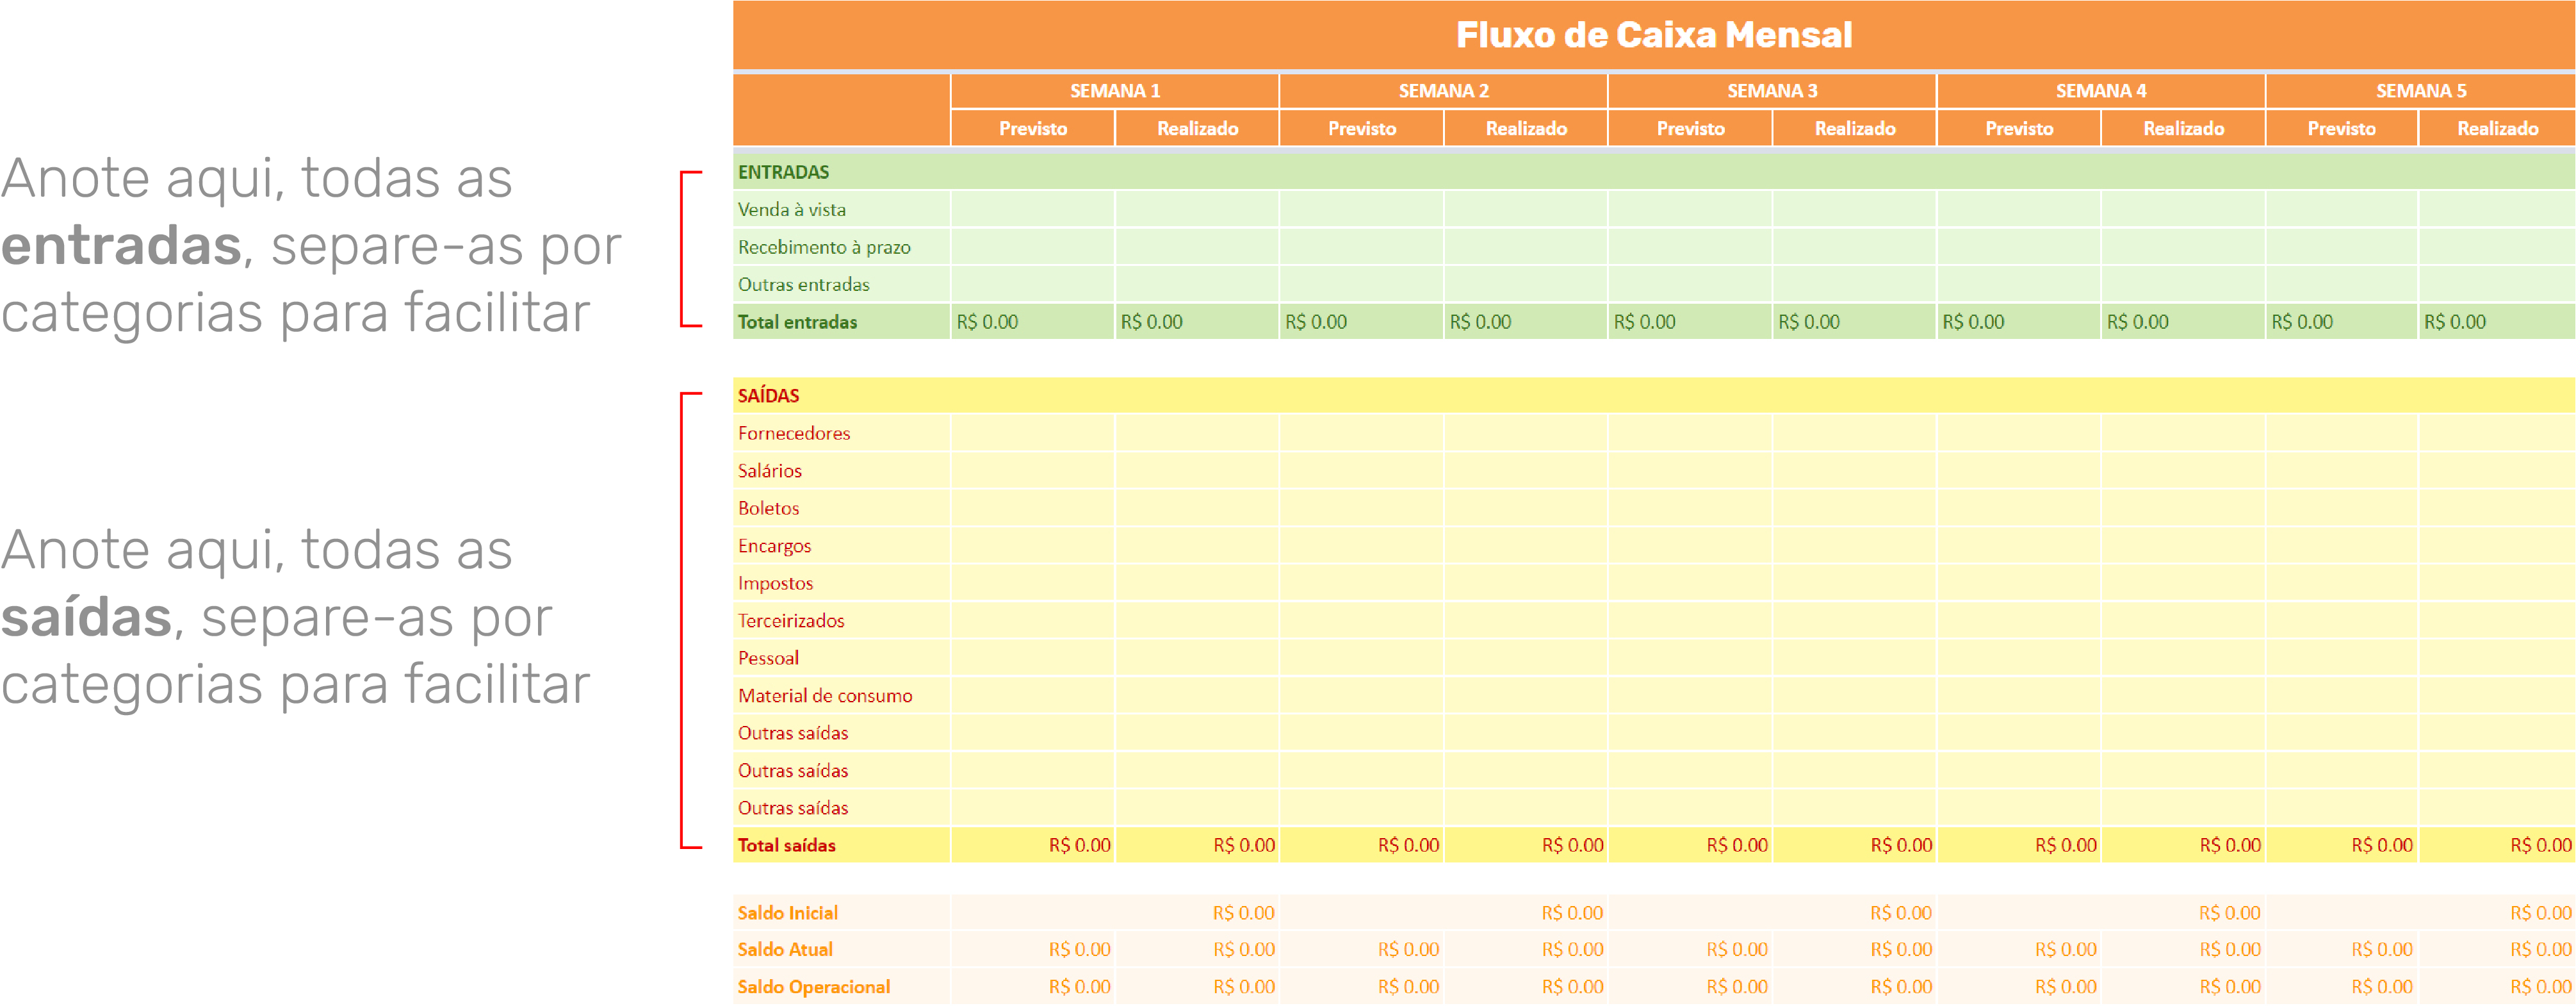 Anote aqui, todas as
entradas, separe-as por
categorias para facilitar
Anote aqui, todas as
saídas, separe-as por
categorias para facilitar
Fluxo de Caixa Mensal
SEMANA 1 SEMANA 2 SEMANA 3 SEMANA 4 SEMANA 5
Previsto Realizado Previsto Realizado Previsto Realizado Previsto Realizado Previsto Realizado
ENTRADAS
Venda à vista
Recebimento à prazo
Outras entradas
Total entradas R$ 0.00 R$ 0.00 R$ 0.00 R$ 0.00 R$ 0.00 R$ 0.00 R$ 0.00 R$ 0.00 R$ 0.00 R$ 0.00
SAÍDAS
Fornecedores
Salários
Boletos
Encargos
Impostos
Terceirizados
Pessoal
Material de consumo
Outras saídas
Outras saídas
Outras saídas
Total saídas R$ 0.00 R$ 0.00 R$ 0.00 R$ 0.00 R$ 0.00 R$ 0.00 R$ 0.00 R$ 0.00 R$ 0.00 R$ 0.00
Saldo Inicial R$ 0.00 R$ 0.00 R$ 0.00 R$ 0.00 R$ 0.00
Saldo Atual R$ 0.00 R$ 0.00 R$ 0.00 R$ 0.00 R$ 0.00 R$ 0.00 R$ 0.00 R$ 0.00 R$ 0.00 R$ 0.00
Saldo Operacional R$ 0.00 R$ 0.00 R$ 0.00 R$ 0.00 R$ 0.00 R$ 0.00 R$ 0.00 R$ 0.00 R$ 0.00 R$ 0.00